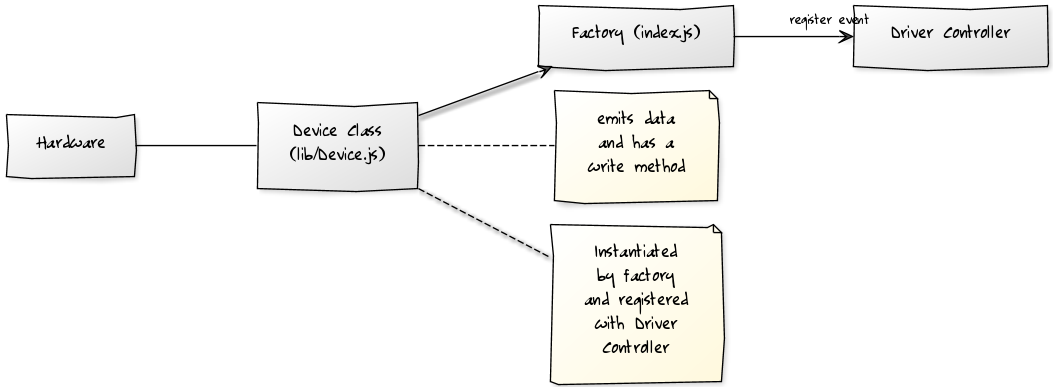 register event
Factory (index.js)
Driver Controller
Hardware
Device Class
(lib/Device.js)
emits data
and has a
write method
Instantiated
by factory
and registered
with Driver
Controller